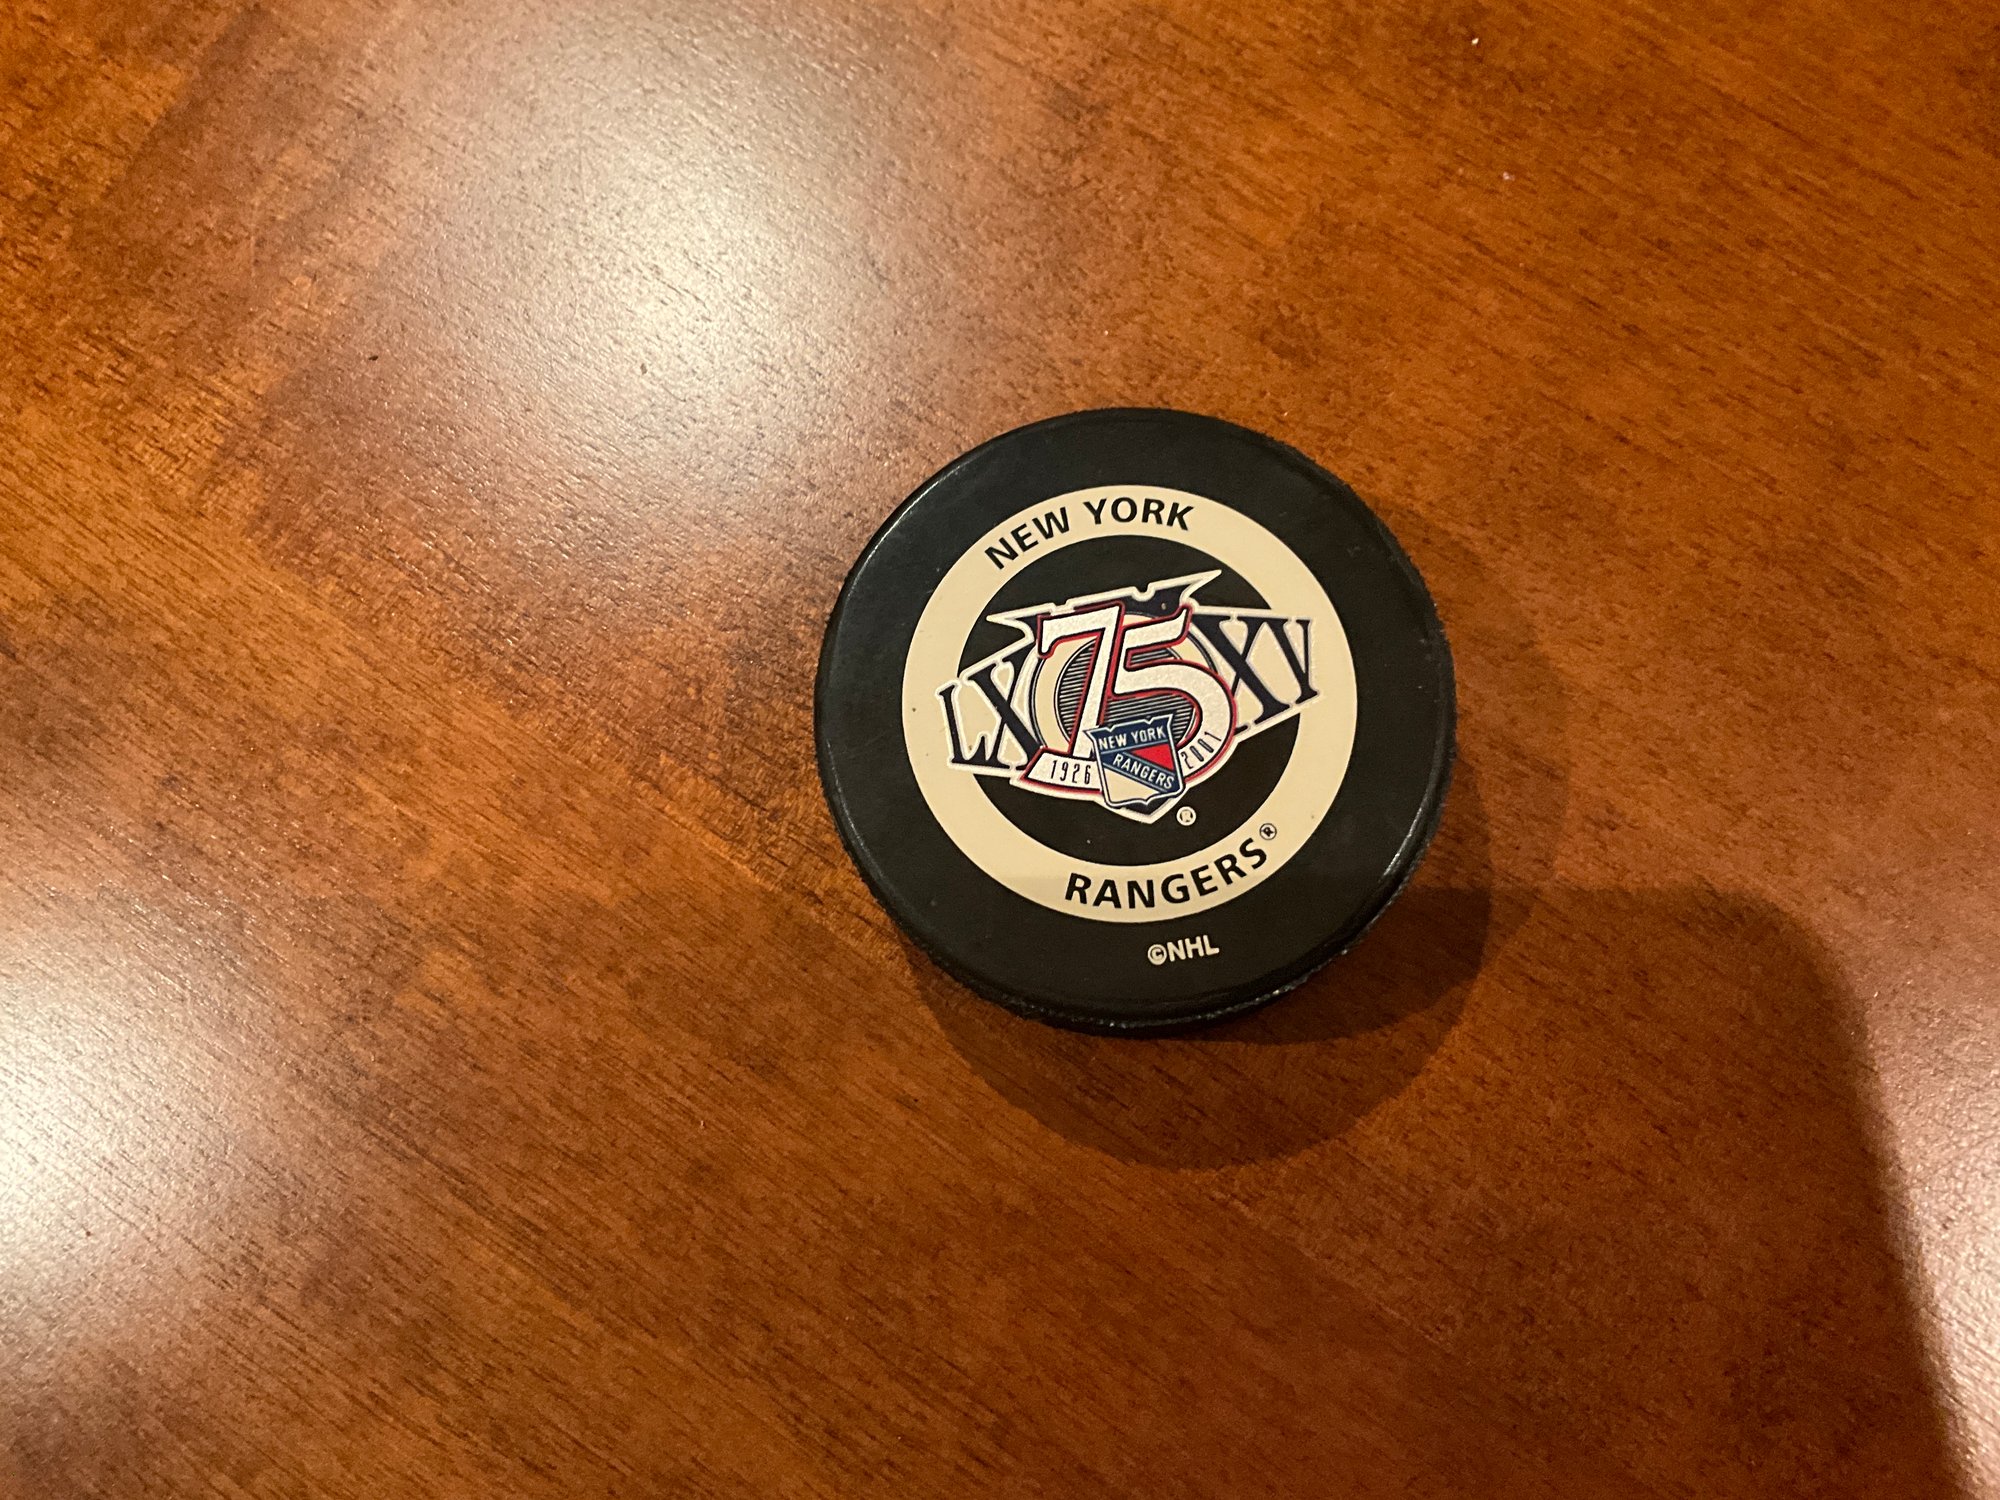 NEW YORK
LXXV
75
1926
2001
NEW YORK
RANGERS
®
RANGERS®
©NHL